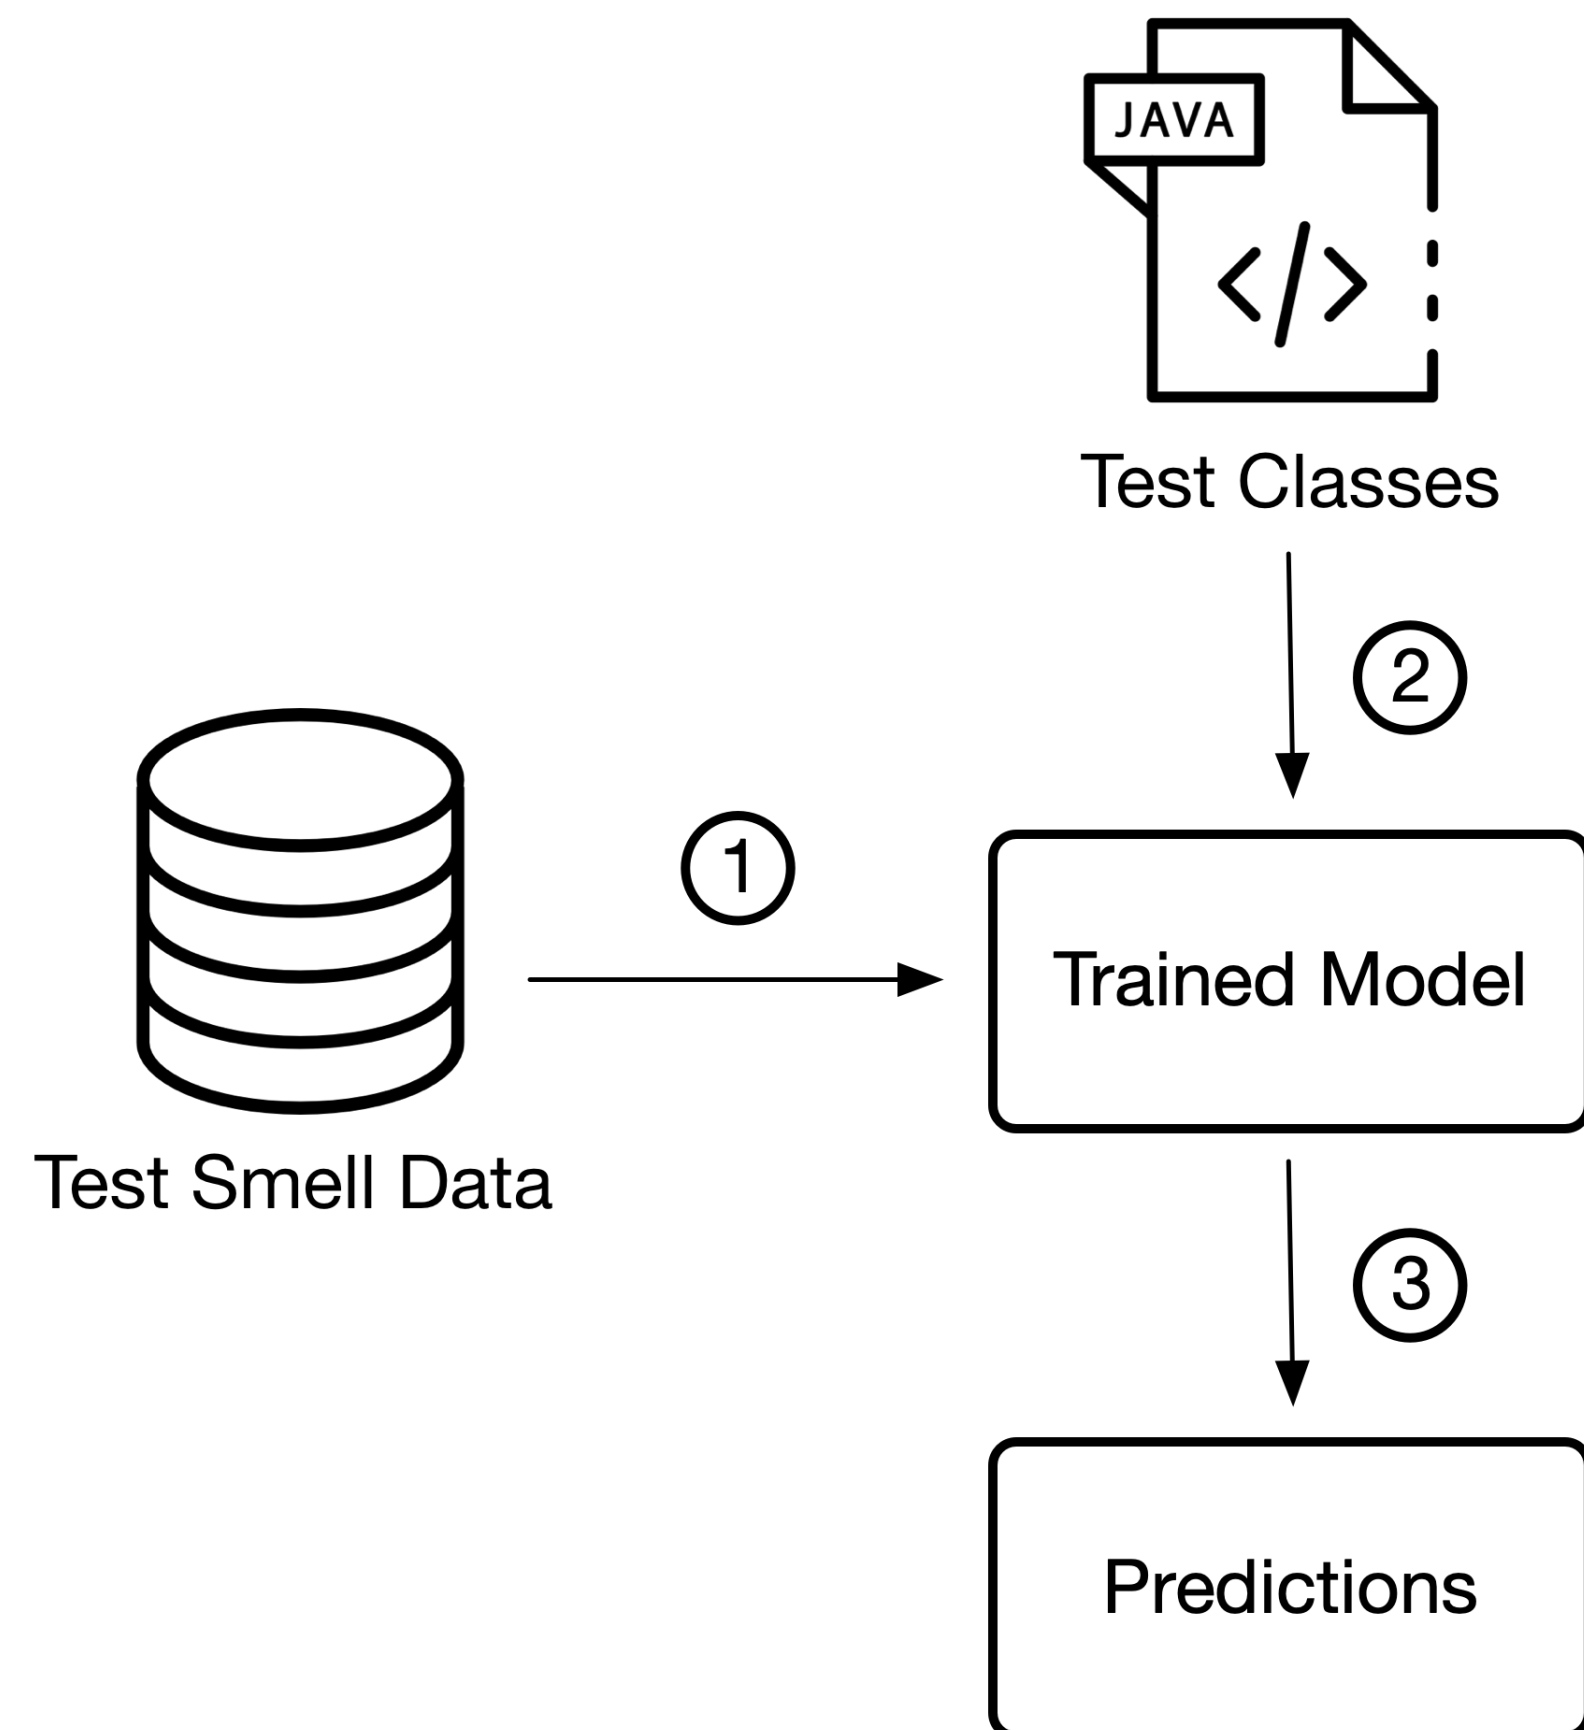 JAVA
</>
Test Classes
2
1
Trained Model
Test Smell Data
3
Predictions